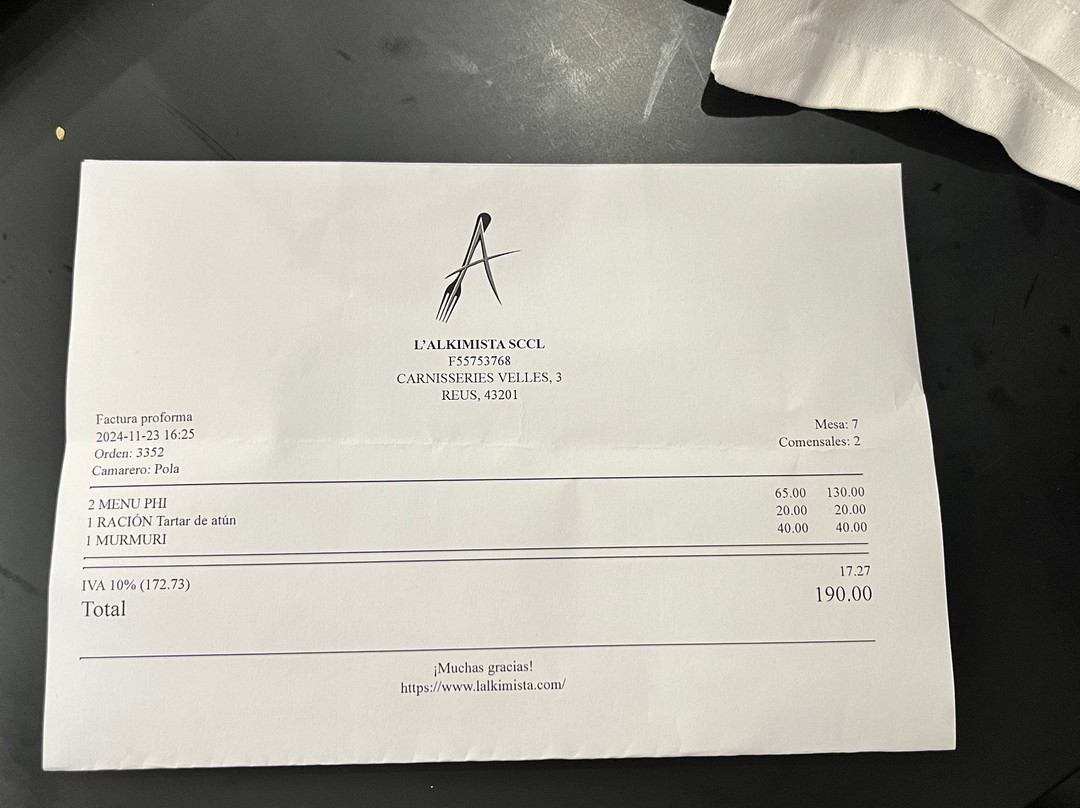 L'ALKIMISTA SCCL
F55753768
CARNISSERIES VELLES, 3
REUS, 43201
Factura proforma
2024-11-23 16:25
Orden: 3352
Camarero: Pola
Mesa: 7
Comensales: 2
2 MENU PHI 65.00 130.00
1 RACIÓN Tartar de atún 20.00 20.00
1 MURMURI 40.00 40.00
IVA 10% (172.73) 17.27
Total 190.00
¡Muchas gracias!
https://www.lalkimista.com/